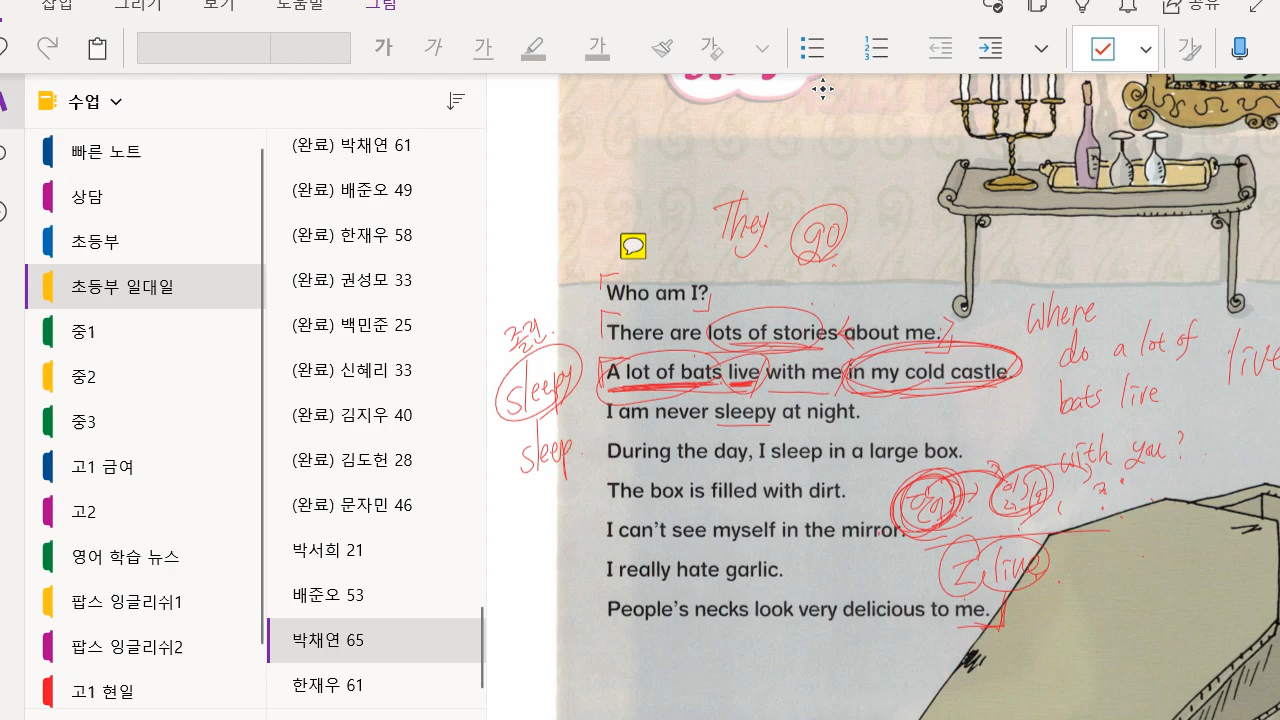 삽입 그리기 보기 도움말 그림 공유
가 가 가 가 가
수업
빠른 노트
상담
초등부
초등부 일대일
중1
중2
중3
고1 금여
고2
영어 학습 뉴스
팝스 잉글리쉬1
팝스 잉글리쉬2
고1 현일
(완료) 박채연 61
(완료) 배준오 49
(완료) 한재우 58
(완료) 권성모 33
(완료) 백민준 25
(완료) 신혜리 33
(완료) 김지우 40
(완료) 김도헌 28
(완료) 문자민 46
박서희 21
배준오 53
박채연 65
한재우 61
They go
Who am I?
There are lots of stories about me.
A lot of bats live with me in my cold castle.
I am never sleepy at night.
During the day, I sleep in a large box.
The box is filled with dirt.
I can't see myself in the mirror.
I really hate garlic.
People's necks look very delicious to me.
졸린
sleepy
sleep
where
do a lot of live
bats live
with you?
I live